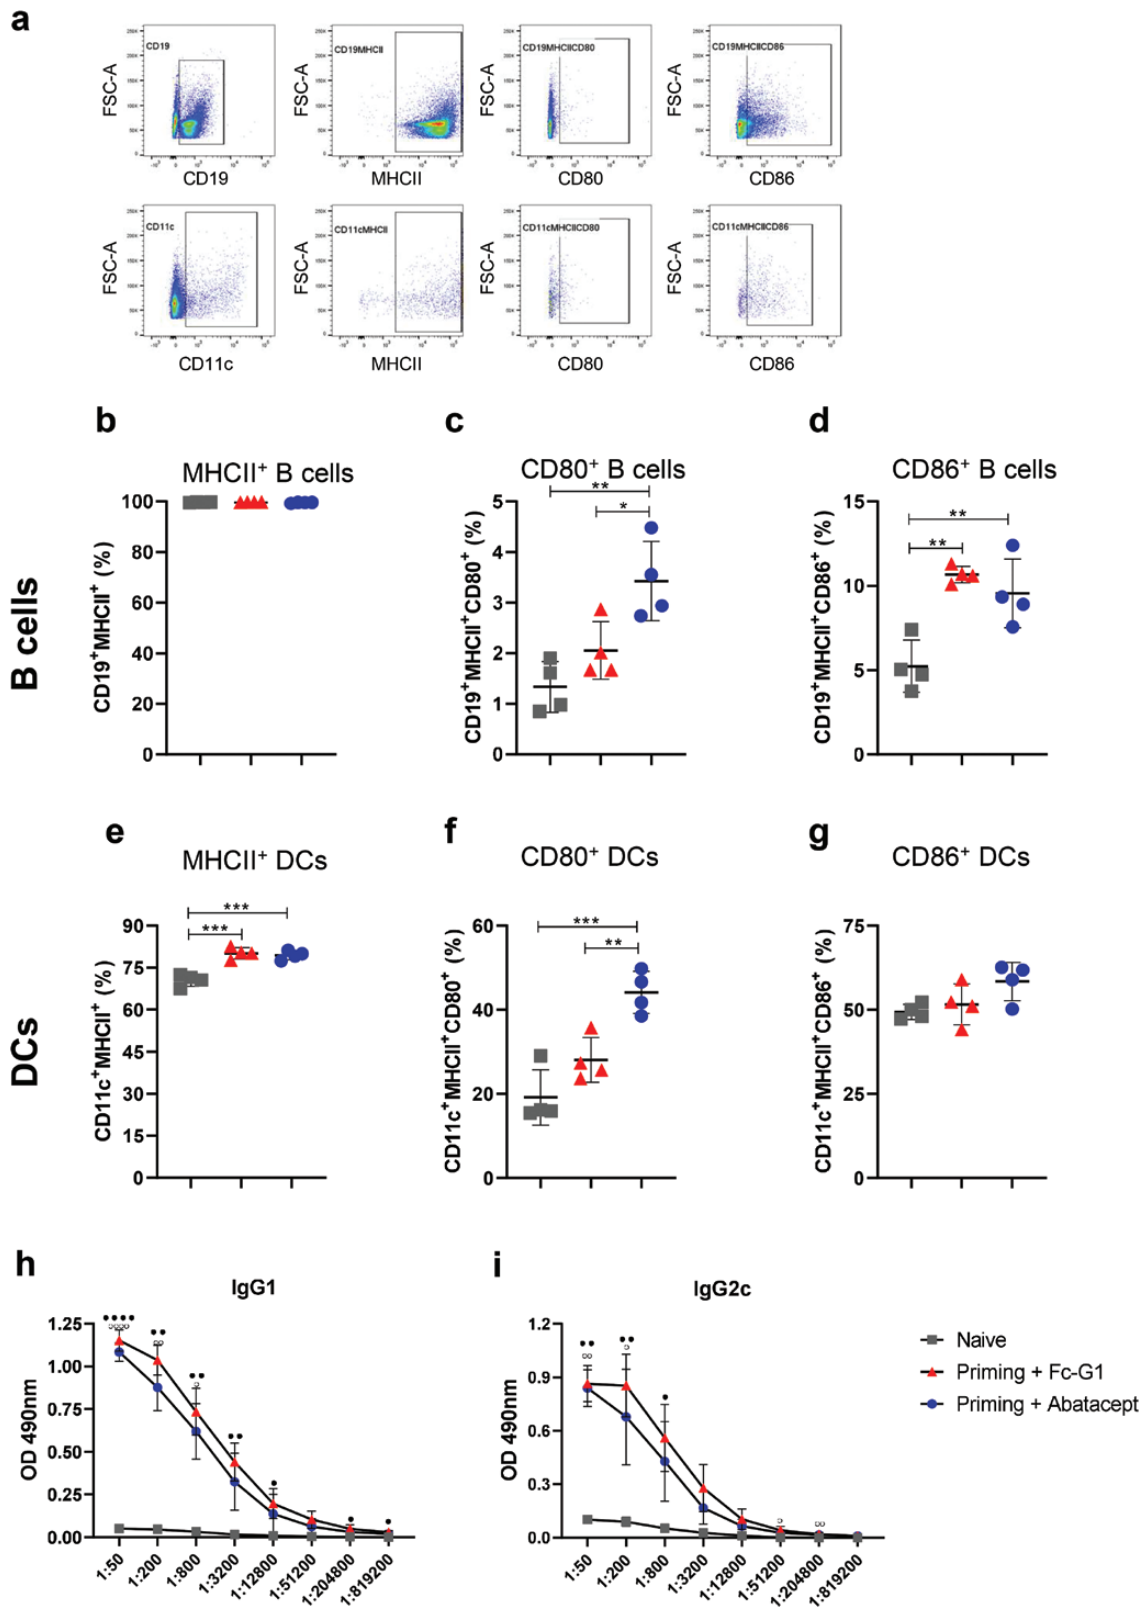 a
CD19
CD19MHCII
CD19MHCIICD80
CD19MHCIICD86
FSC-A
FSC-A
FSC-A
FSC-A
CD19
MHCII
CD80
CD86
CD11c
CD11cMHCII
CD11cMHCIICD80
CD11cMHCIICD86
FSC-A
FSC-A
FSC-A
FSC-A
CD11c
MHCII
CD80
CD86
B cells
b
MHCII+ B cells
CD19+MHCII+ (%)
100
80
60
40
20
0
c
CD80+ B cells
CD19+MHCII+CD80+ (%)
5
4
3
2
1
0
**
*
d
CD86+ B cells
CD19+MHCII+CD86+ (%)
15
10
5
0
**
**
DCs
e
MHCII+ DCs
CD11c+MHCII+ (%)
90
75
60
45
30
15
0
***
***
f
CD80+ DCs
CD11c+MHCII+CD80+ (%)
60
40
20
0
***
**
g
CD86+ DCs
CD11c+MHCII+CD86+ (%)
75
50
25
0
h
IgG1
OD 490nm
1.25
1.00
0.75
0.50
0.25
0.00
1:50
1:200
1:800
1:3200
1:12800
1:51200
1:204800
1:819200
i
IgG2c
OD 490nm
1.2
0.9
0.6
0.3
0.0
1:50
1:200
1:800
1:3200
1:12800
1:51200
1:204800
1:819200
Naive
Priming + Fc-G1
Priming + Abatacept